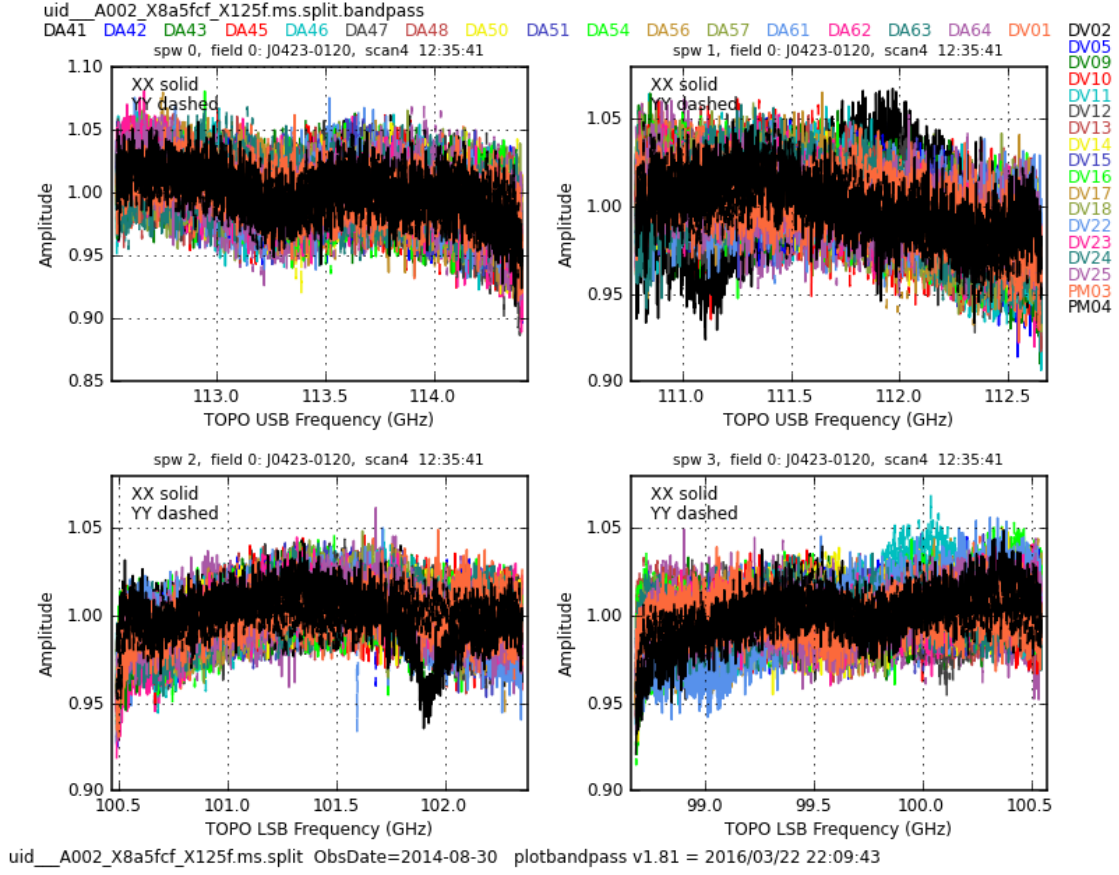 uid___A002_X8a5fcf_X125f.ms.split.bandpass
DA41 DA42 DA43 DA45 DA46 DA47 DA48 DA50 DA51 DA54 DA56 DA57 DA61 DA62 DA63 DA64 DV01 DV02
DV05
DV09
DV10
DV11
DV12
DV13
DV14
DV15
DV16
DV17
DV18
DV22
DV23
DV24
DV25
PM03
PM04
spw 0, field 0: J0423-0120, scan4 12:35:41
XX solid
YY dashed
1.10
1.05
1.00
0.95
0.90
0.85
Amplitude
113.0 113.5 114.0
TOPO USB Frequency (GHz)
spw 1, field 0: J0423-0120, scan4 12:35:41
XX solid
YY dashed
1.05
1.00
0.95
0.90
Amplitude
111.0 111.5 112.0 112.5
TOPO USB Frequency (GHz)
spw 2, field 0: J0423-0120, scan4 12:35:41
XX solid
YY dashed
1.05
1.00
0.95
0.90
Amplitude
100.5 101.0 101.5 102.0
TOPO LSB Frequency (GHz)
spw 3, field 0: J0423-0120, scan4 12:35:41
XX solid
YY dashed
1.05
1.00
0.95
0.90
Amplitude
99.0 99.5 100.0 100.5
TOPO LSB Frequency (GHz)
uid___A002_X8a5fcf_X125f.ms.split ObsDate=2014-08-30 plotbandpass v1.81 = 2016/03/22 22:09:43